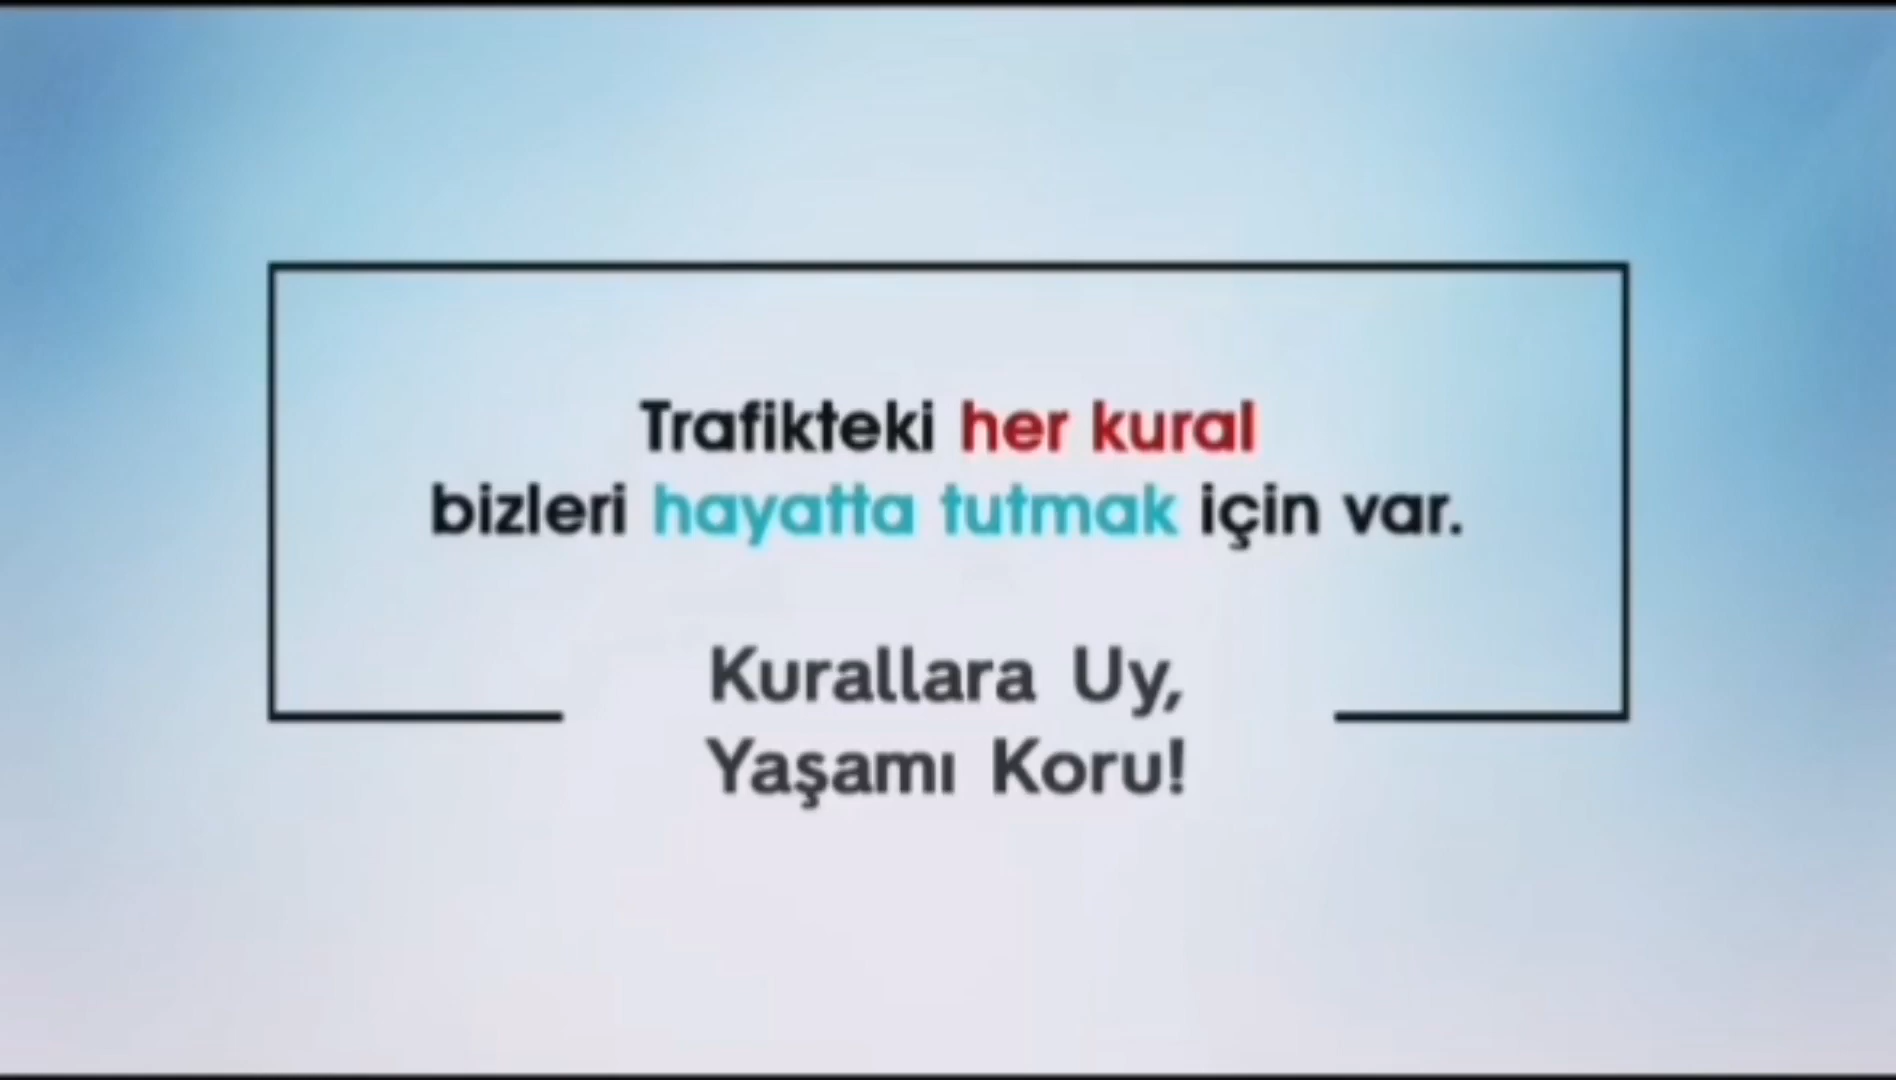 Trafikteki her kural
bizleri hayatta tutmak için var.
Kurallara Uy,
Yaşamı Koru!